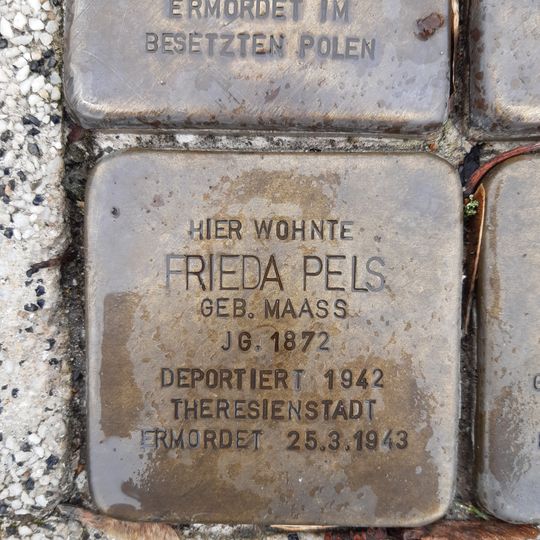 ERMORDET IM
BESETZTEN POLEN
HIER WOHNTE
FRIEDA PELS
GEB. MAASS
JG. 1872
DEPORTIERT 1942
THERESIENSTADT
ERMORDET 25.3.1943